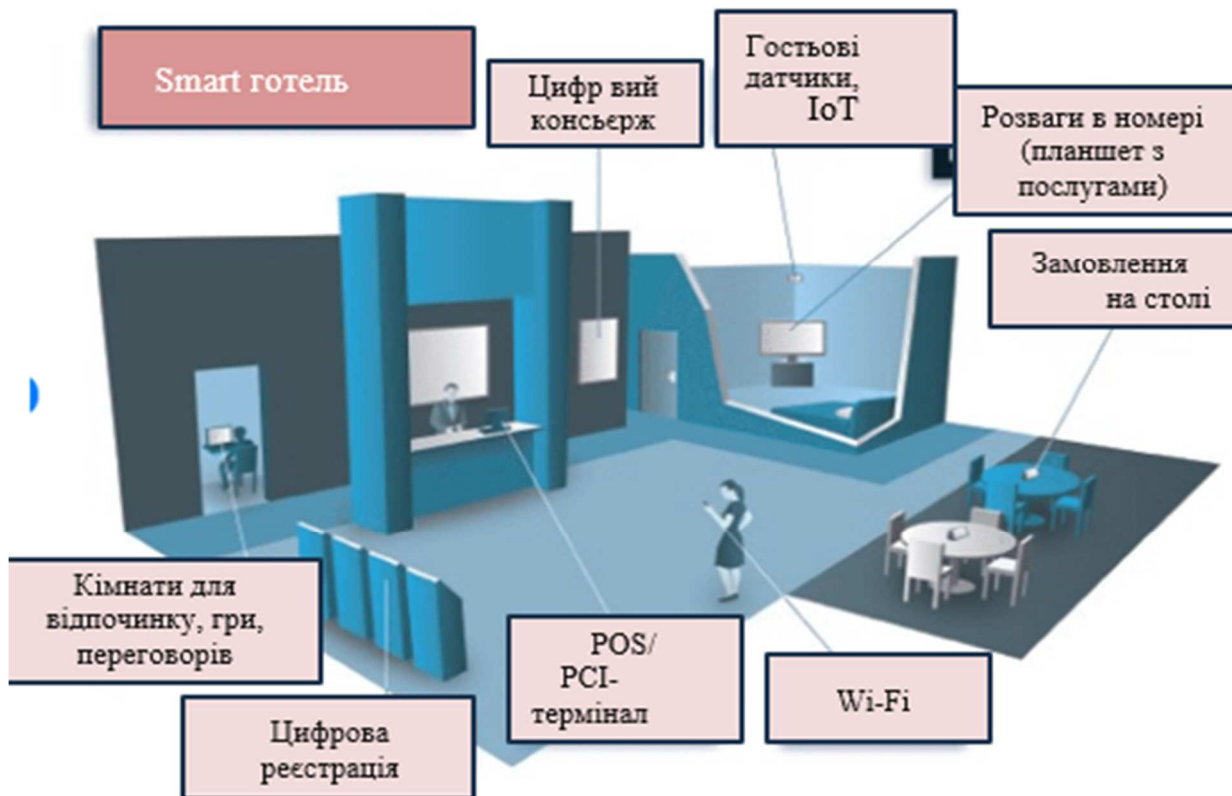 Smart готель
Цифр вий
консьєрж
Гостьові
датчики,
IoT
Розваги в номері
(планшет з
послугами)
Замовлення
на столі
Кімнати для
відпочинку, гри,
переговорів
Цифрова
реєстрація
POS/
PCI-
термінал
Wi-Fi